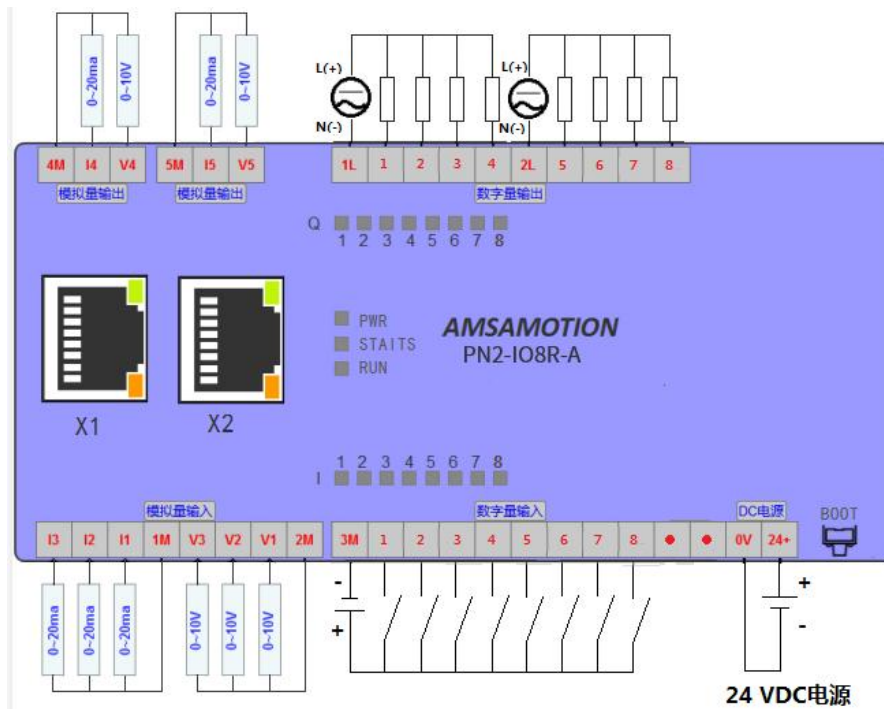 0~20ma 0~10V 0~20ma 0~10V
L(+) L(+)
N(-) N(-)
4M I4 V4 5M I5 V5 1L 1 2 3 4 2L 5 6 7 8
模拟量输出 模拟量输出 数字量输出
Q
1 2 3 4 5 6 7 8
PWR
STAITS
RUN
AMSAMOTION
PN2-IO8R-A
X1 X2
1 2 3 4 5 6 7 8
I
模拟量输入 数字量输入 DC电源 BOOT
I3 I2 I1 1M V3 V2 V1 2M 3M 1 2 3 4 5 6 7 8 0V 24+
- +
+ -
0~20ma 0~20ma 0~20ma 0~10V 0~10V 0~10V
24 VDC电源